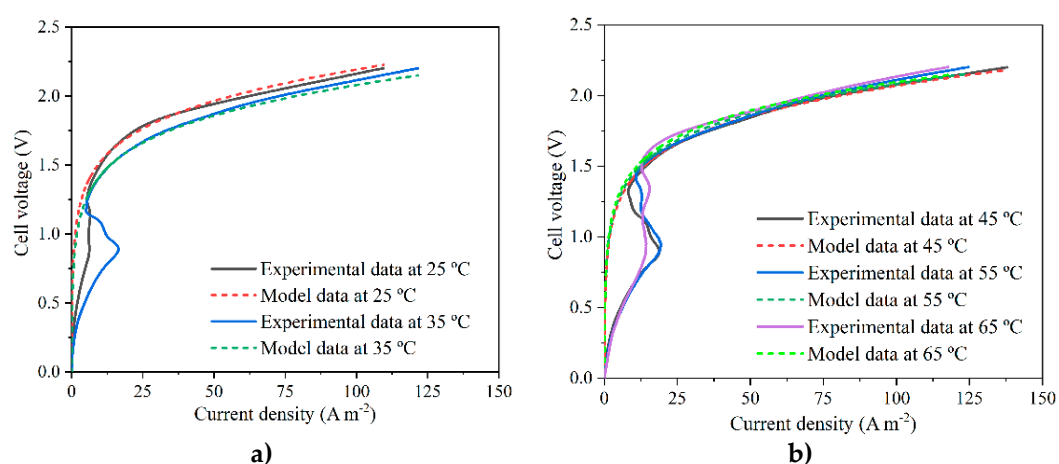 2.5
2.0
1.5
1.0
0.5
0.0
Cell voltage (V)
Experimental data at 25 ºC
Model data at 25 ºC
Experimental data at 35 ºC
Model data at 35 ºC
0 25 50 75 100 125 150
Current density (A m⁻²)
a)
2.5
2.0
1.5
1.0
0.5
0.0
Cell voltage (V)
Experimental data at 45 ºC
Model data at 45 ºC
Experimental data at 55 ºC
Model data at 55 ºC
Experimental data at 65 ºC
Model data at 65 ºC
0 25 50 75 100 125 150
Current density (A m⁻²)
b)